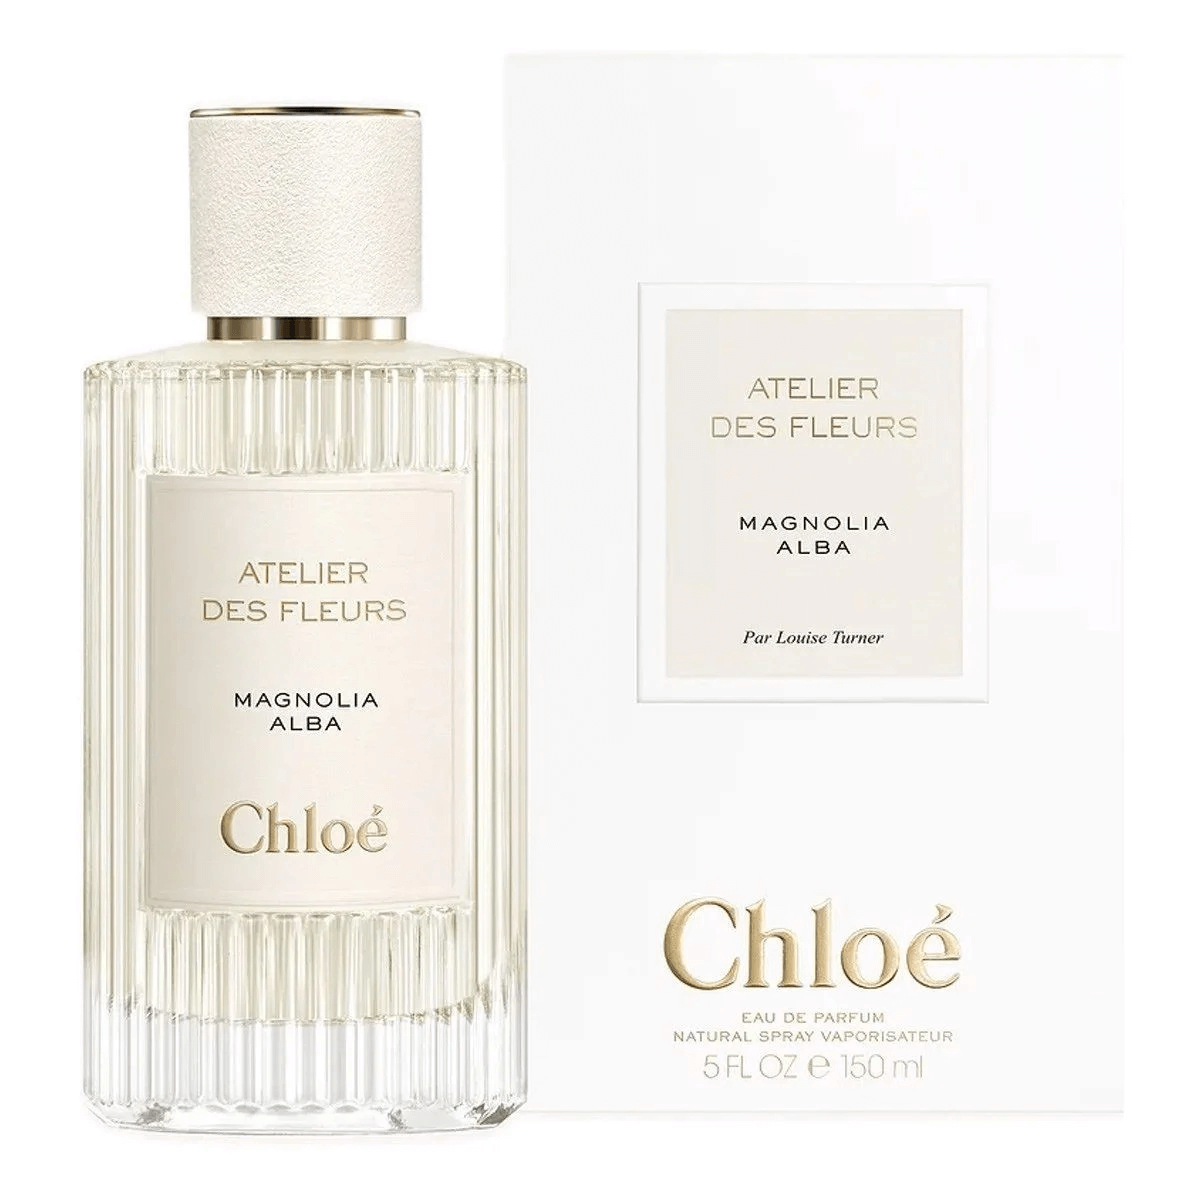 ATELIER
DES FLEURS
MAGNOLIA
ALBA
Chloé
ATELIER
DES FLEURS
MAGNOLIA
ALBA
Par Louise Turner
Chloé
EAU DE PARFUM
NATURAL SPRAY VAPORISATEUR
5 FL OZ ℮ 150 ml